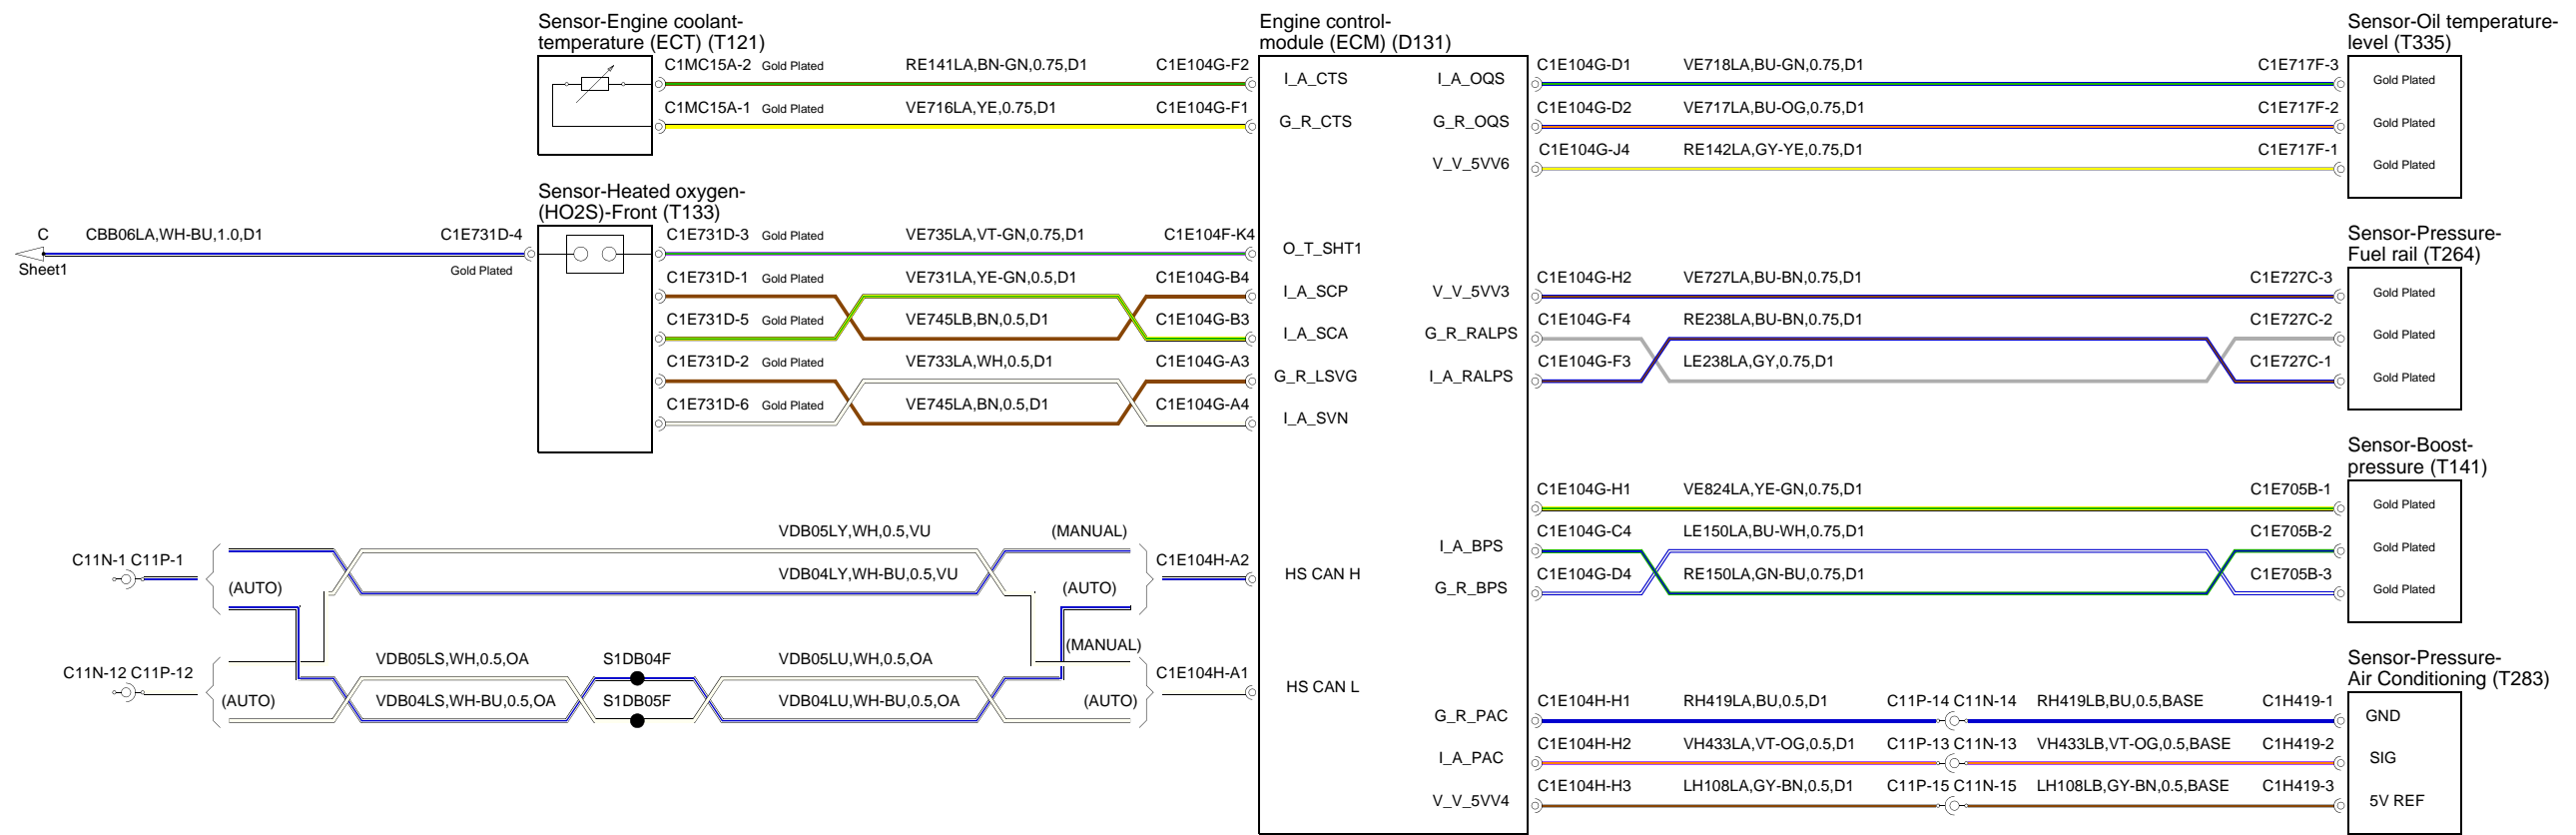 Sensor-Engine coolant-
temperature (ECT) (T121)
C1MC15A-2 Gold Plated RE141LA,BN-GN,0.75,D1 C1E104G-F2
C1MC15A-1 Gold Plated VE716LA,YE,0.75,D1 C1E104G-F1
Sensor-Heated oxygen-
(HO2S)-Front (T133)
C CBB06LA,WH-BU,1.0,D1 C1E731D-4
Sheet1 Gold Plated
C1E731D-3 Gold Plated VE735LA,VT-GN,0.75,D1 C1E104F-K4
C1E731D-1 Gold Plated VE731LA,YE-GN,0.5,D1 C1E104G-B4
C1E731D-5 Gold Plated VE745LB,BN,0.5,D1 C1E104G-B3
C1E731D-2 Gold Plated VE733LA,WH,0.5,D1 C1E104G-A3
C1E731D-6 Gold Plated VE745LA,BN,0.5,D1 C1E104G-A4
VDB05LY,WH,0.5,VU (MANUAL)
C11N-1 C11P-1 C1E104H-A2
(AUTO) VDB04LY,WH-BU,0.5,VU (AUTO)
(MANUAL)
C11N-12 C11P-12 VDB05LS,WH,0.5,OA S1DB04F VDB05LU,WH,0.5,OA C1E104H-A1
(AUTO) VDB04LS,WH-BU,0.5,OA S1DB05F VDB04LU,WH-BU,0.5,OA (AUTO)
Engine control-
module (ECM) (D131)
I_A_CTS I_A_OQS
G_R_CTS G_R_OQS
V_V_5VV6
O_T_SHT1
I_A_SCP V_V_5VV3
I_A_SCA G_R_RALPS
G_R_LSVG I_A_RALPS
I_A_SVN
I_A_BPS
HS CAN H G_R_BPS
HS CAN L
G_R_PAC
I_A_PAC
V_V_5VV4
Sensor-Oil temperature-
level (T335)
C1E104G-D1 VE718LA,BU-GN,0.75,D1 C1E717F-3 Gold Plated
C1E104G-D2 VE717LA,BU-OG,0.75,D1 C1E717F-2 Gold Plated
C1E104G-J4 RE142LA,GY-YE,0.75,D1 C1E717F-1 Gold Plated
Sensor-Pressure-
Fuel rail (T264)
C1E104G-H2 VE727LA,BU-BN,0.75,D1 C1E727C-3 Gold Plated
C1E104G-F4 RE238LA,BU-BN,0.75,D1 C1E727C-2 Gold Plated
C1E104G-F3 LE238LA,GY,0.75,D1 C1E727C-1 Gold Plated
Sensor-Boost-
pressure (T141)
C1E104G-H1 VE824LA,YE-GN,0.75,D1 C1E705B-1 Gold Plated
C1E104G-C4 LE150LA,BU-WH,0.75,D1 C1E705B-2 Gold Plated
C1E104G-D4 RE150LA,GN-BU,0.75,D1 C1E705B-3 Gold Plated
Sensor-Pressure-
Air Conditioning (T283)
C1E104H-H1 RH419LA,BU,0.5,D1 C11P-14 C11N-14 RH419LB,BU,0.5,BASE C1H419-1 GND
C1E104H-H2 VH433LA,VT-OG,0.5,D1 C11P-13 C11N-13 VH433LB,VT-OG,0.5,BASE C1H419-2 SIG
C1E104H-H3 LH108LA,GY-BN,0.5,D1 C11P-15 C11N-15 LH108LB,GY-BN,0.5,BASE C1H419-3 5V REF